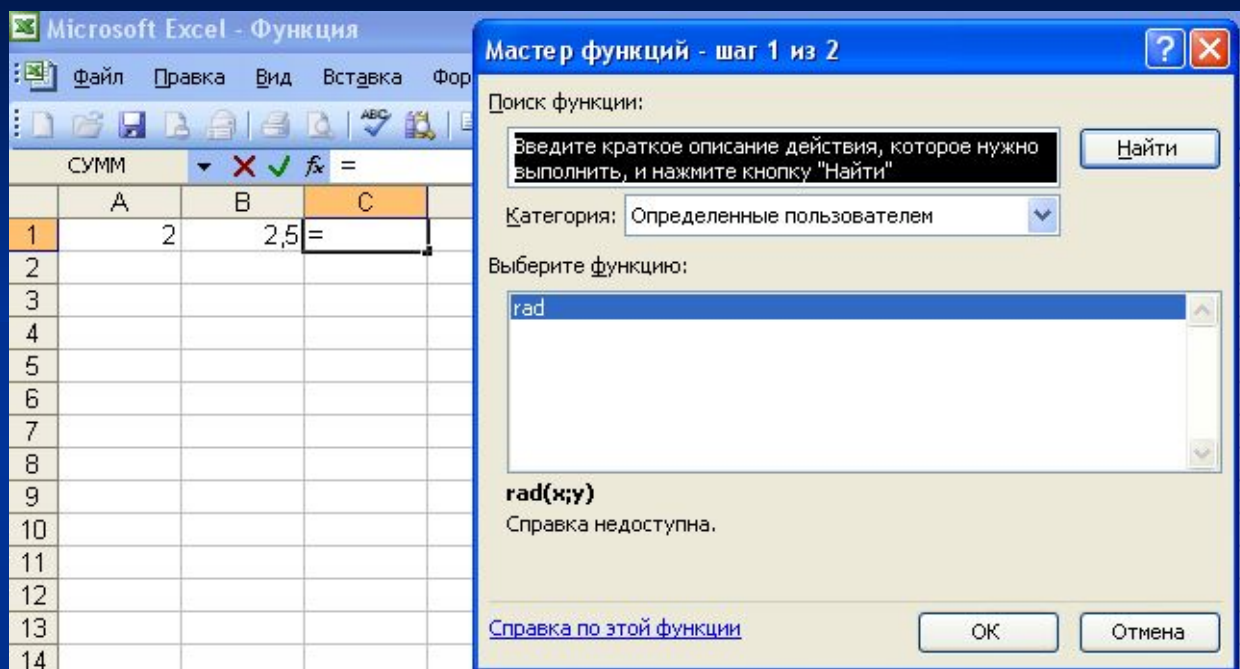 Microsoft Excel - Функция
Файл Правка Вид Вставка Фор
ABC
СУММ fx =
A B C
1 2 2,5 =
2
3
4
5
6
7
8
9
10
11
12
13
14
Мастер функций - шаг 1 из 2
Поиск функции:
Введите краткое описание действия, которое нужно
выполнить, и нажмите кнопку "Найти"
Найти
Категория: Определенные пользователем
Выберите функцию:
rad
rad(x;y)
Справка недоступна.
Справка по этой функции
ОК
Отмена